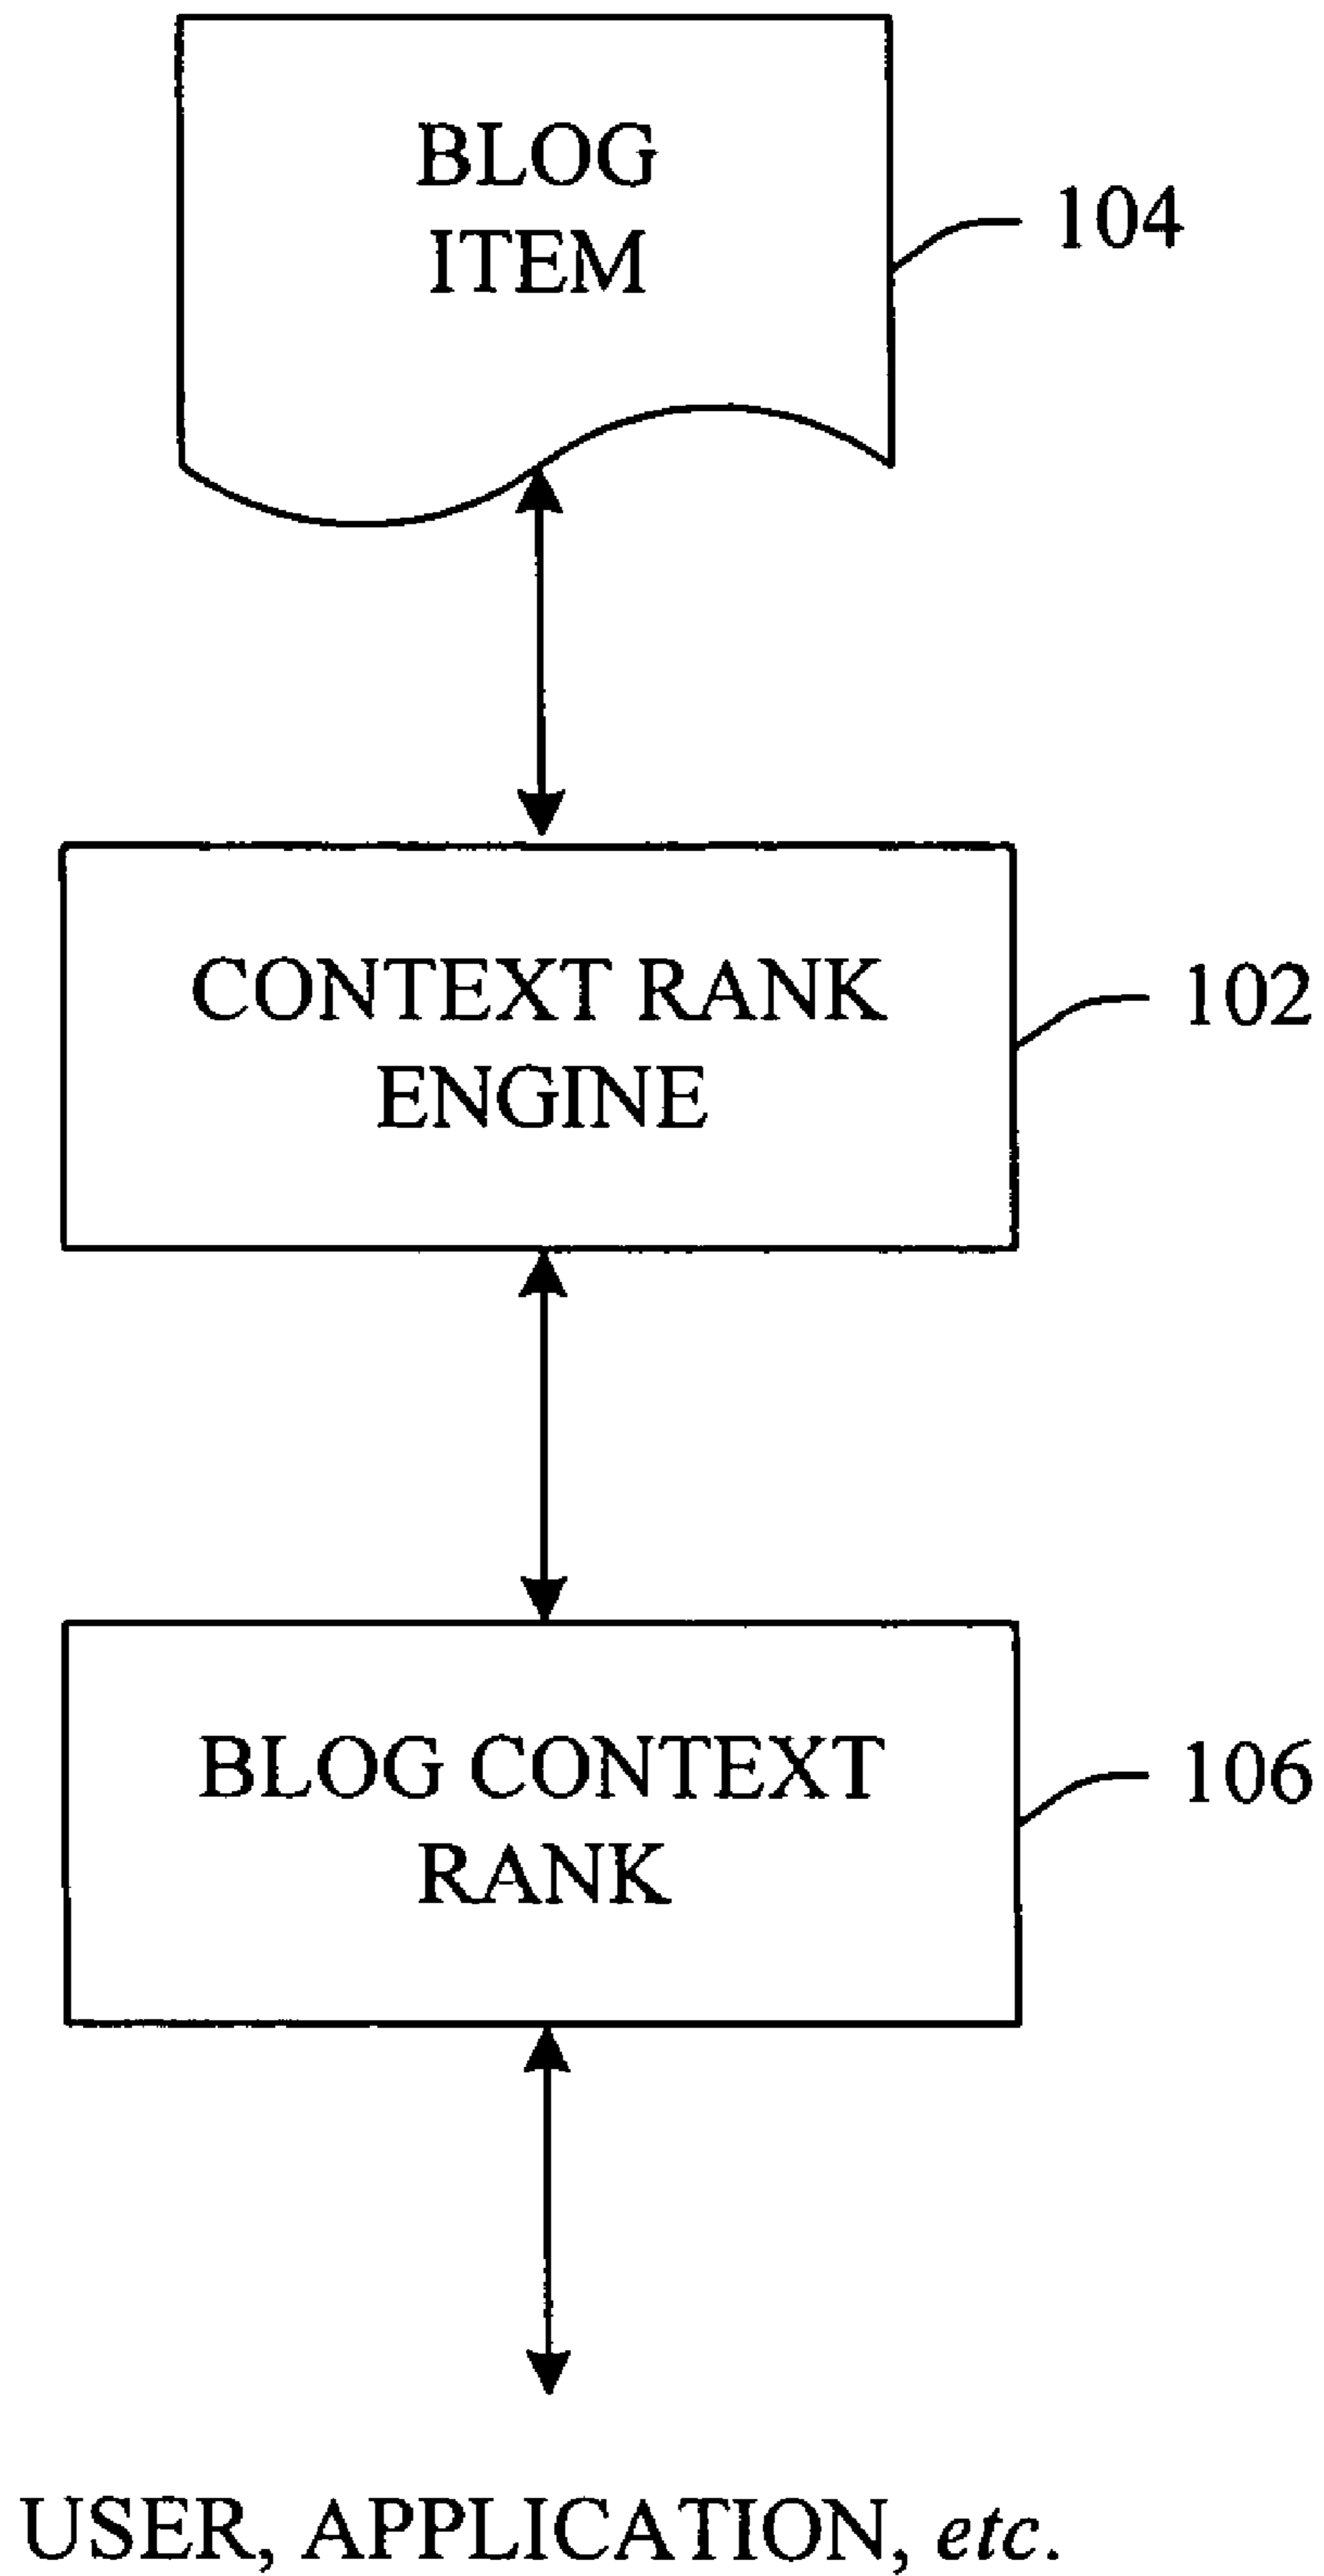 BLOG
ITEM
104
CONTEXT RANK
ENGINE
102
BLOG CONTEXT
RANK
106
USER, APPLICATION, etc.